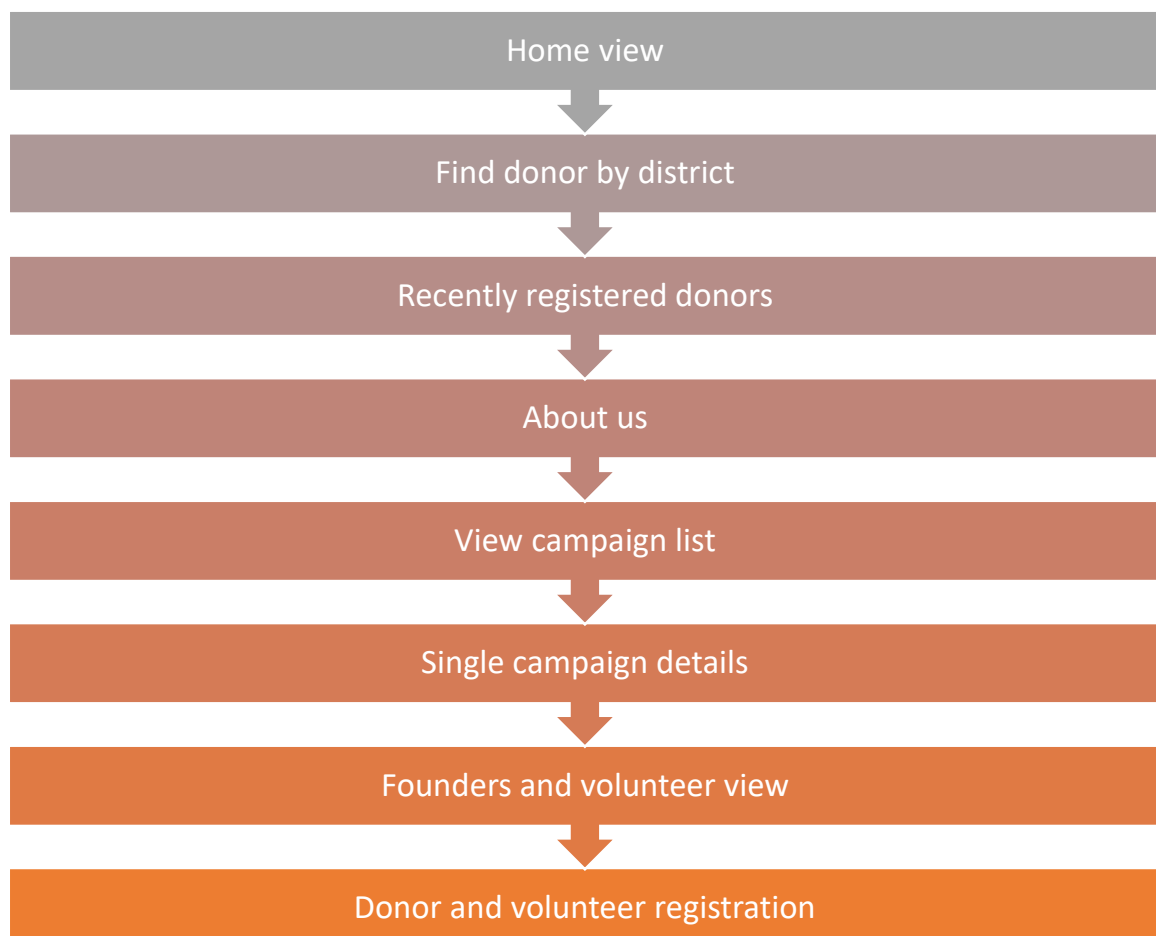 Home view
Find donor by district
Recently registered donors
About us
View campaign list
Single campaign details
Founders and volunteer view
Donor and volunteer registration